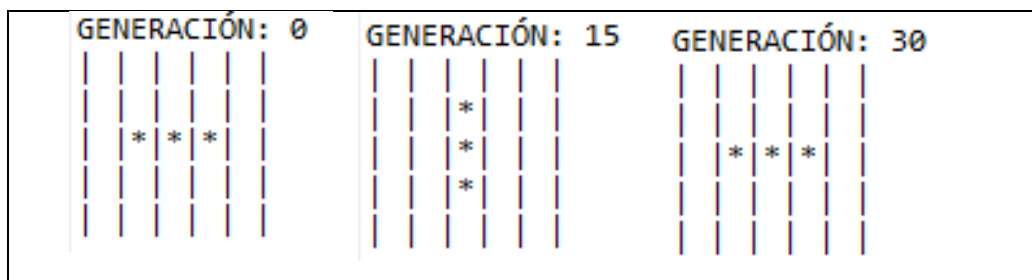 GENERACIÓN: 0
| | | | | |
| | | | | |
| |*|*|*| |
| | | | | |
| | | | | |
GENERACIÓN: 15
| | | | | |
| | |*| | |
| | |*| | |
| | |*| | |
| | | | | |
GENERACIÓN: 30
| | | | | |
| | | | | |
| |*|*|*| |
| | | | | |
| | | | | |